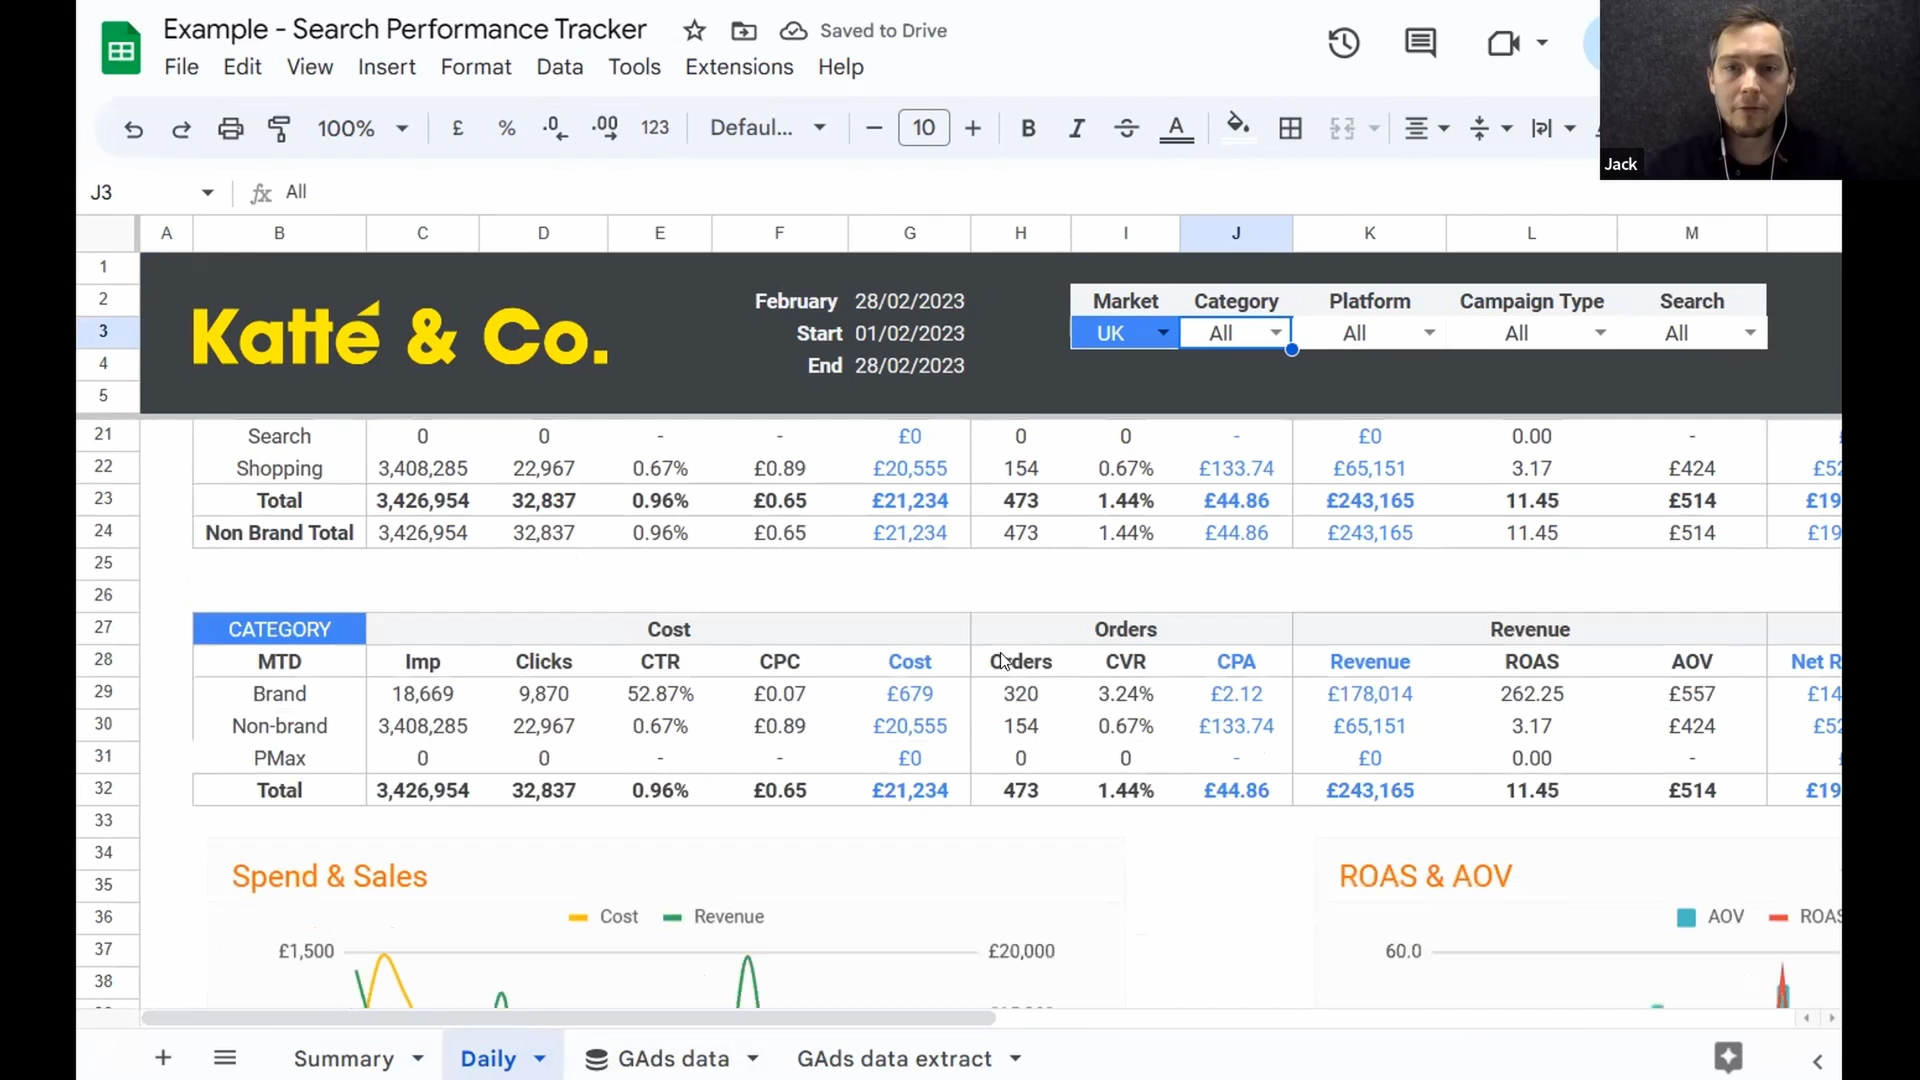 Example - Search Performance Tracker Saved to Drive
File Edit View Insert Format Data Tools Extensions Help
100% £ % .0 .00 123 Defaul... − 10 + B I A
Jack
J3 fx All
A B C D E F G H I J K L M
1
2 February 28/02/2023 Market Category Platform Campaign Type Search
3 Katté & Co. Start 01/02/2023 UK All All All All
4 End 28/02/2023
5
21 Search 0 0 - - £0 0 0 - £0 0.00 -
22 Shopping 3,408,285 22,967 0.67% £0.89 £20,555 154 0.67% £133.74 £65,151 3.17 £424 £52
23 Total 3,426,954 32,837 0.96% £0.65 £21,234 473 1.44% £44.86 £243,165 11.45 £514 £19
24 Non Brand Total 3,426,954 32,837 0.96% £0.65 £21,234 473 1.44% £44.86 £243,165 11.45 £514 £19
25
26
27 CATEGORY Cost Orders Revenue
28 MTD Imp Clicks CTR CPC Cost Orders CVR CPA Revenue ROAS AOV Net R
29 Brand 18,669 9,870 52.87% £0.07 £679 320 3.24% £2.12 £178,014 262.25 £557 £14
30 Non-brand 3,408,285 22,967 0.67% £0.89 £20,555 154 0.67% £133.74 £65,151 3.17 £424 £52
31 PMax 0 0 - - £0 0 0 - £0 0.00 -
32 Total 3,426,954 32,837 0.96% £0.65 £21,234 473 1.44% £44.86 £243,165 11.45 £514 £19
33
34
35 Spend & Sales ROAS & AOV
36 Cost Revenue AOV ROAS
37 £1,500 £20,000 60.0
38
+ Summary Daily GAds data GAds data extract